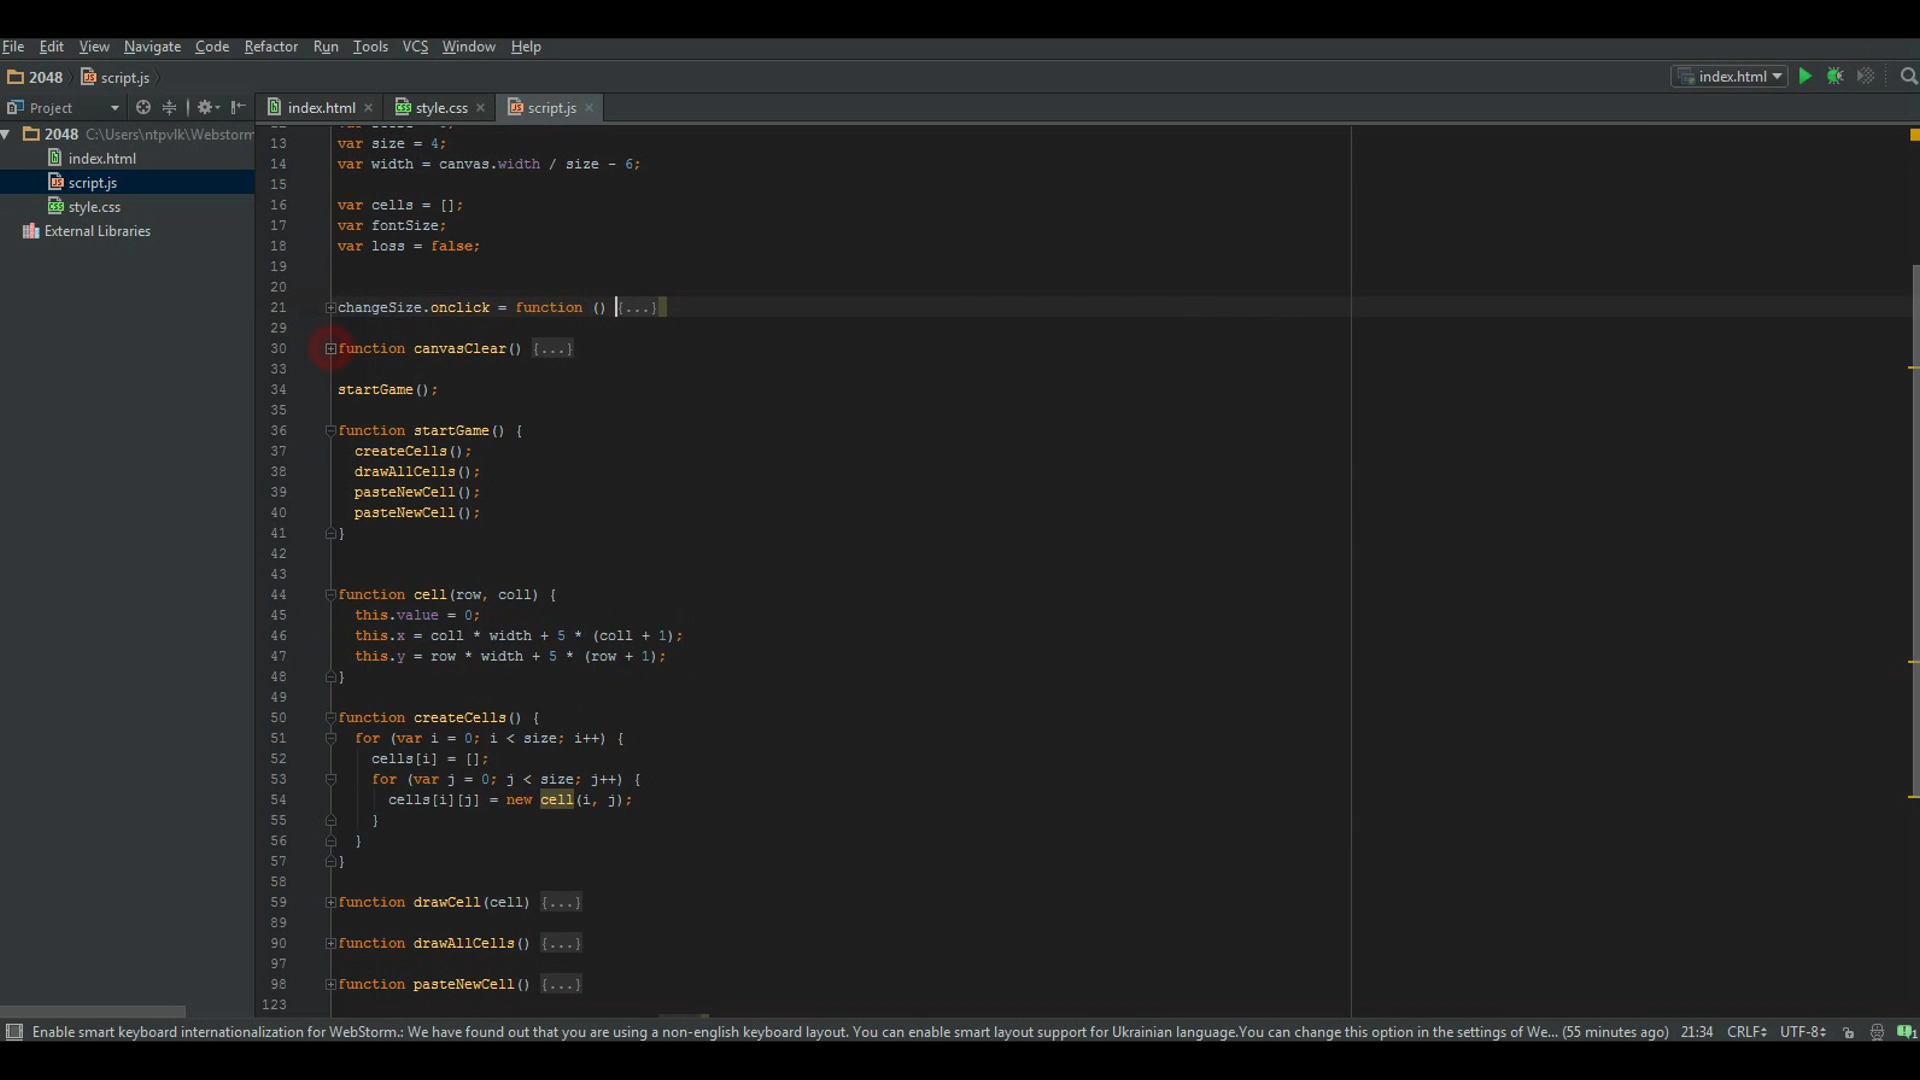 File Edit View Navigate Code Refactor Run Tools VCS Window Help
2048 script.js index.html
Project index.html style.css script.js
2048 C:\Users\ntpvlk\Webstorm
index.html
script.js
style.css
External Libraries
13 var size = 4;
14 var width = canvas.width / size - 6;
15
16 var cells = [];
17 var fontSize;
18 var loss = false;
19
20
21 changeSize.onclick = function () {...}
29
30 function canvasClear() {...}
33
34 startGame();
35
36 function startGame() {
37 createCells();
38 drawAllCells();
39 pasteNewCell();
40 pasteNewCell();
41 }
42
43
44 function cell(row, coll) {
45 this.value = 0;
46 this.x = coll * width + 5 * (coll + 1);
47 this.y = row * width + 5 * (row + 1);
48 }
49
50 function createCells() {
51 for (var i = 0; i < size; i++) {
52 cells[i] = [];
53 for (var j = 0; j < size; j++) {
54 cells[i][j] = new cell(i, j);
55 }
56 }
57 }
58
59 function drawCell(cell) {...}
89
90 function drawAllCells() {...}
97
98 function pasteNewCell() {...}
123
Enable smart keyboard internationalization for WebStorm.: We have found out that you are using a non-english keyboard layout. You can enable smart layout support for Ukrainian language.You can change this option in the settings of We... (55 minutes ago) 21:34 CRLF UTF-8 1